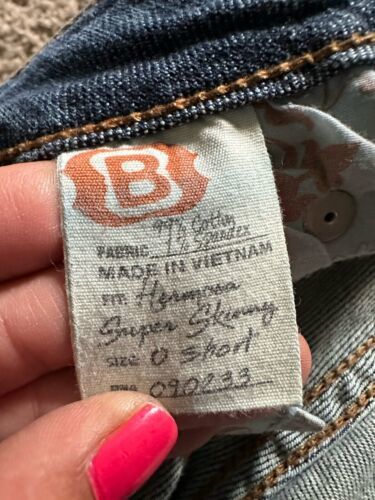 B
99% Cotton
FABRIC 1% Spandex
MADE IN VIETNAM
FIT: Hermosa
Super Skinny
SIZE 0 Short
090233